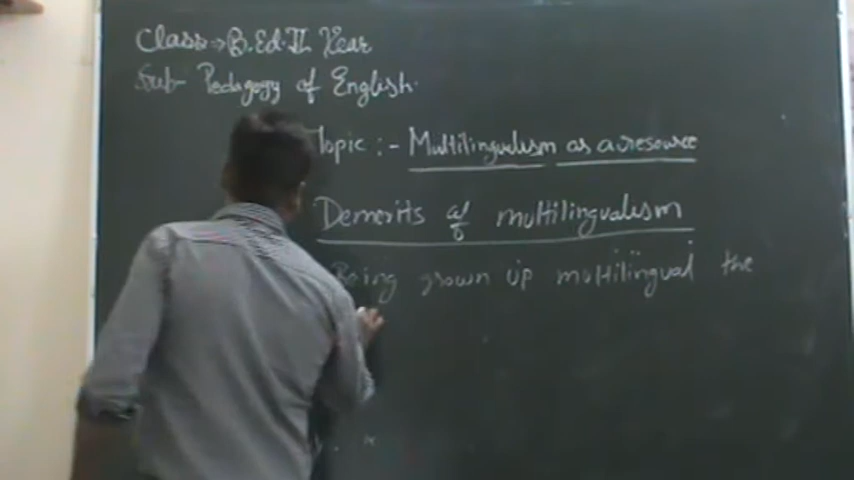 Class → B.Ed. II Year
Sub- Pedagogy of English.
Topic :- Multilingualism as a resource
Demerits of multilingualism
Being grown up multilingual the